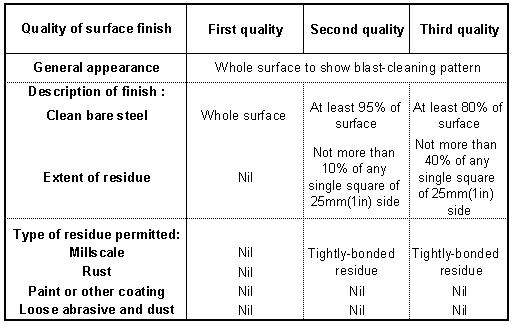 Quality of surface finish First quality Second quality Third quality
General appearance Whole surface to show blast-cleaning pattern
Description of finish :
Clean bare steel Whole surface At least 95% of surface At least 80% of surface
Extent of residue Nil Not more than 10% of any single square of 25mm(1in) side Not more than 40% of any single square of 25mm(1in) side
Type of residue permitted:
Millscale Nil Tightly-bonded residue Tightly-bonded residue
Rust Nil
Paint or other coating Nil Nil Nil
Loose abrasive and dust Nil Nil Nil